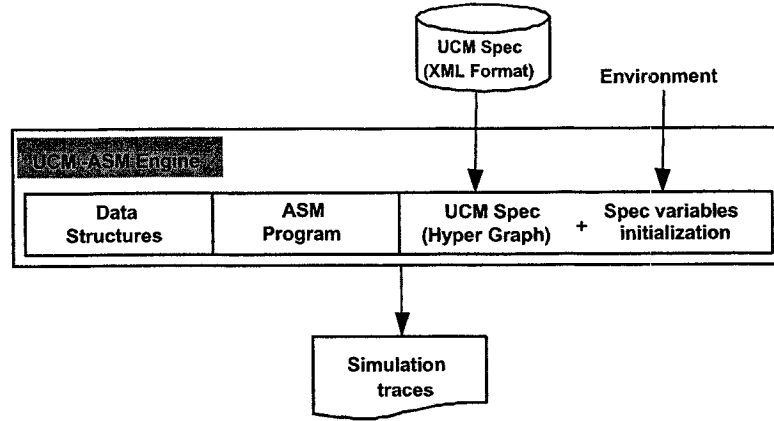 UCM Spec
(XML Format)
Environment
UCM-ASM Engine
Data
Structures
ASM
Program
UCM Spec
(Hyper Graph)
+
Spec variables
initialization
Simulation
traces